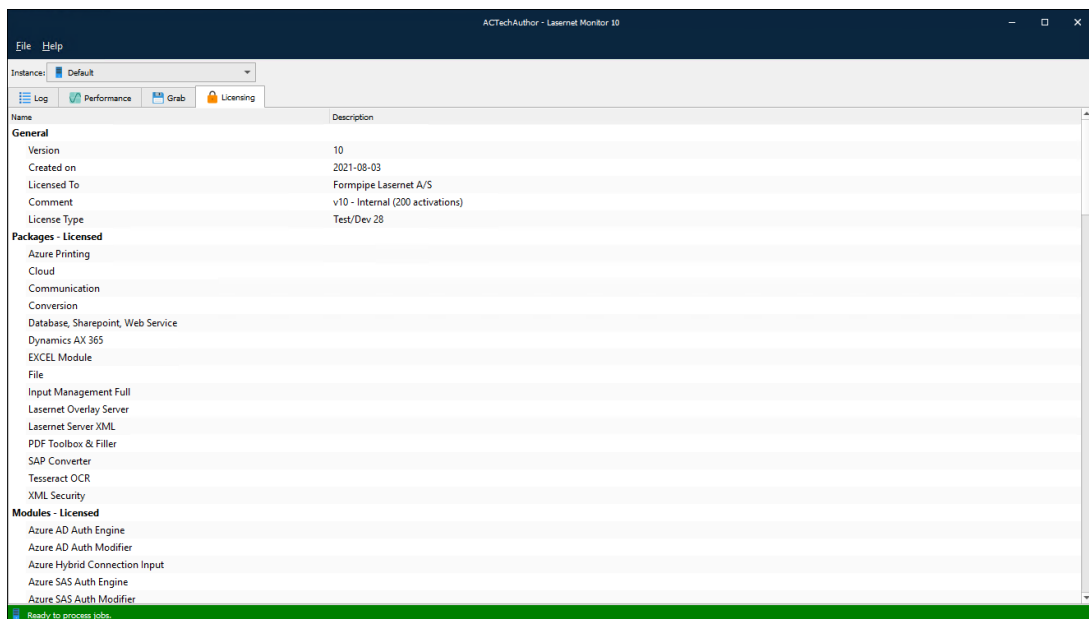 ACTechAuthor - Lasernet Monitor 10
File Help
Instance: Default
Log Performance Grab Licensing
Name Description
General
Version 10
Created on 2021-08-03
Licensed To Formpipe Lasernet A/S
Comment v10 - Internal (200 activations)
License Type Test/Dev 28
Packages - Licensed
Azure Printing
Cloud
Communication
Conversion
Database, Sharepoint, Web Service
Dynamics AX 365
EXCEL Module
File
Input Management Full
Lasernet Overlay Server
Lasernet Server XML
PDF Toolbox & Filler
SAP Converter
Tesseract OCR
XML Security
Modules - Licensed
Azure AD Auth Engine
Azure AD Auth Modifier
Azure Hybrid Connection Input
Azure SAS Auth Engine
Azure SAS Auth Modifier
Ready to process jobs.